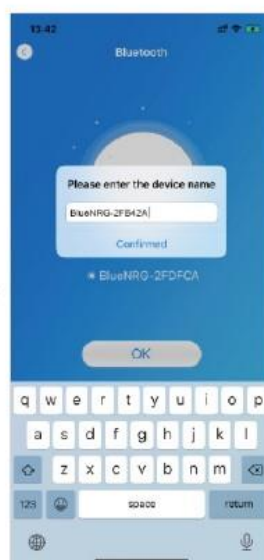 13:42
Bluetooth
Please enter the device name
BlueNRG-2FB42A
Confirmed
BlueNRG-2FDFCA
OK
q w e r t y u i o p
a s d f g h j k l
z x c v b n m
123 space return